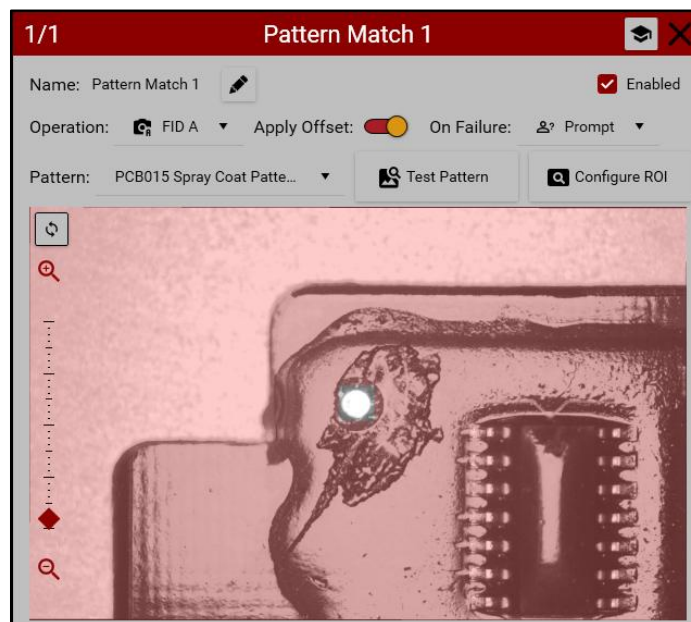 1/1 Pattern Match 1
Name: Pattern Match 1 Enabled
Operation: FID A Apply Offset: On Failure: Prompt
Pattern: PCB015 Spray Coat Patte... Test Pattern Configure ROI